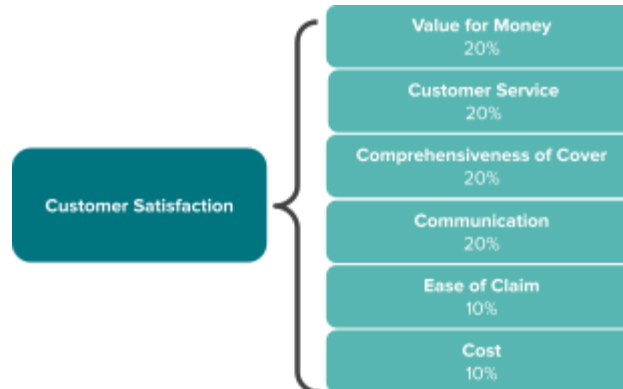 Value for Money
20%
Customer Service
20%
Comprehensiveness of Cover
20%
Customer Satisfaction
Communication
20%
Ease of Claim
10%
Cost
10%